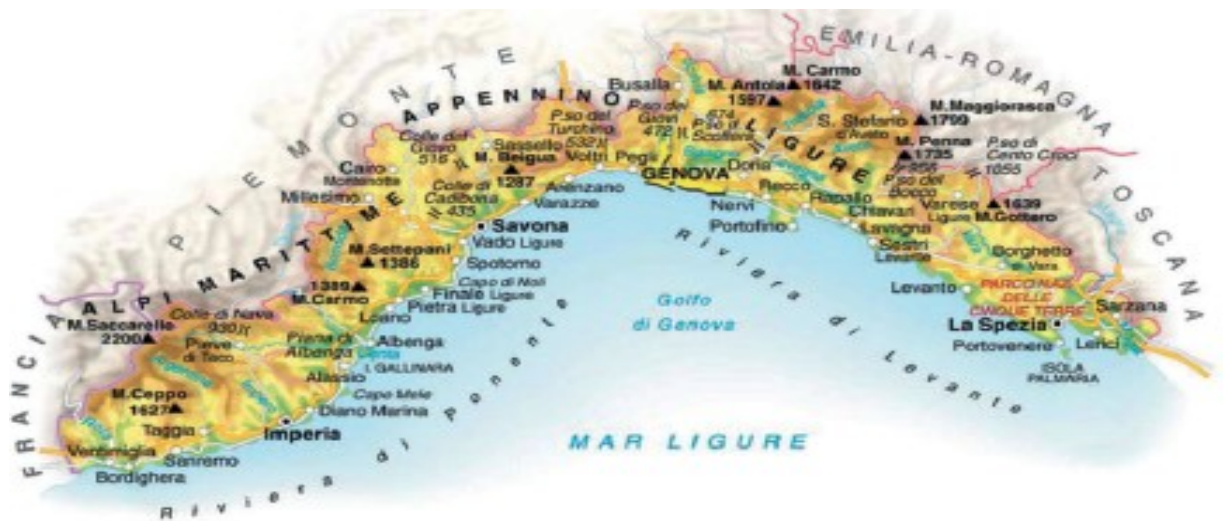 EMILIA-ROMAGNA
PIEMONTE
TOSCANA
FRANCIA
APPENNINO
LIGURE
ALPI MARITTIME
Busalla
M. Antola
1597
M. Carmo
1642
M.Maggiorasca
1799
S. Stefano
d'Aveto
M. Penna
1735
P.so di
Cento Croci
1055
P.so del
Turchino
532
P.so dei
Giovi
472
Colle del
Giovo
516
Sassello
M. Beigua
1287
Voltri
Pegli
GENOVA
Doria
Cairo
Montenotte
Millesimo
Colle di
Cadibona
435
Arenzano
Varazze
Recco
Rapallo
Chiavari
P.so del
Bocco
Varese
Ligure
1639
M.Gottero
Nervi
Portofino
Lavagna
Sestri
Levante
Savona
Vado Ligure
M.Settepani
1386
Spotorno
Borghetto
di Vara
1389
M.Carmo
Capo di Noli
Finale Ligure
Pietra Ligure
Loano
Golfo
di Genova
Levanto
PARCO NAZ.
DELLE
CINQUE TERRE
Sarzana
Colle di Nava
930
M.Saccarello
2200
Pieve
di Teco
Piana di
Albenga
Albenga
La Spezia
Portovenere
Lerici
I. GALLINARA
Alassio
ISOLA
PALMARIA
M.Ceppo
1627
Capo Mele
Diano Marina
Taggia
Imperia
Ventimiglia
Sanremo
Bordighera
Riviera di Ponente
Riviera di Levante
MAR LIGURE